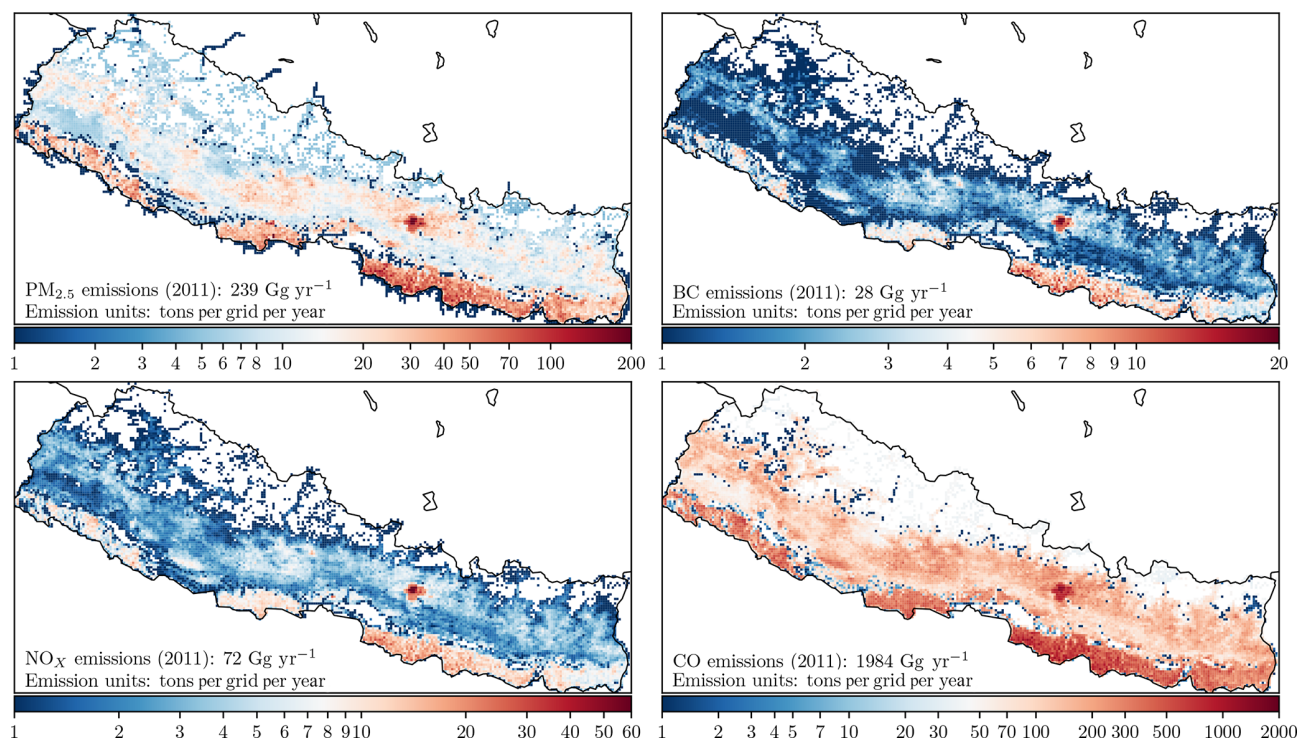 PM2.5 emissions (2011): 239 Gg yr−1
Emission units: tons per grid per year
1 2 3 4 5 6 7 8 10 20 30 40 50 70 100 200
BC emissions (2011): 28 Gg yr−1
Emission units: tons per grid per year
1 2 3 4 5 6 7 8 9 10 20
NOX emissions (2011): 72 Gg yr−1
Emission units: tons per grid per year
1 2 3 4 5 6 7 8 9 10 20 30 40 50 60
CO emissions (2011): 1984 Gg yr−1
Emission units: tons per grid per year
1 2 3 4 5 7 10 20 30 50 70 100 200 300 500 1000 2000